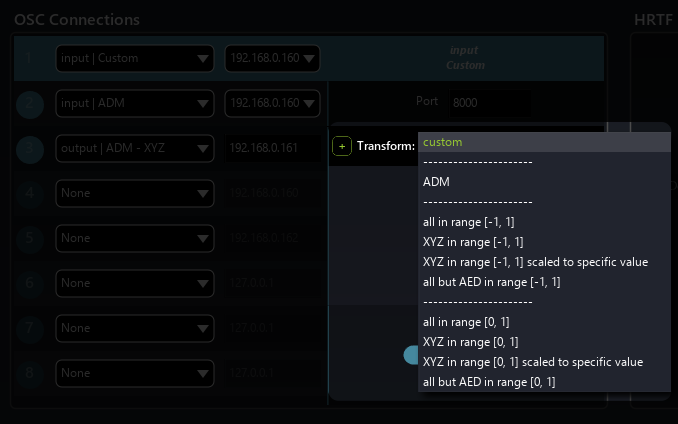 OSC Connections
HRTF
1
input | Custom
192.168.0.160
input
Custom
2
input | ADM
192.168.0.160
Port
8000
3
output | ADM - XYZ
192.168.0.161
+ Transform:
custom
----------------------
ADM
----------------------
all in range [-1, 1]
XYZ in range [-1, 1]
XYZ in range [-1, 1] scaled to specific value
all but AED in range [-1, 1]
----------------------
all in range [0, 1]
XYZ in range [0, 1]
XYZ in range [0, 1] scaled to specific value
all but AED in range [0, 1]
4
None
192.168.0.160
5
None
192.168.0.162
6
None
127.0.0.1
7
None
127.0.0.1
8
None
127.0.0.1